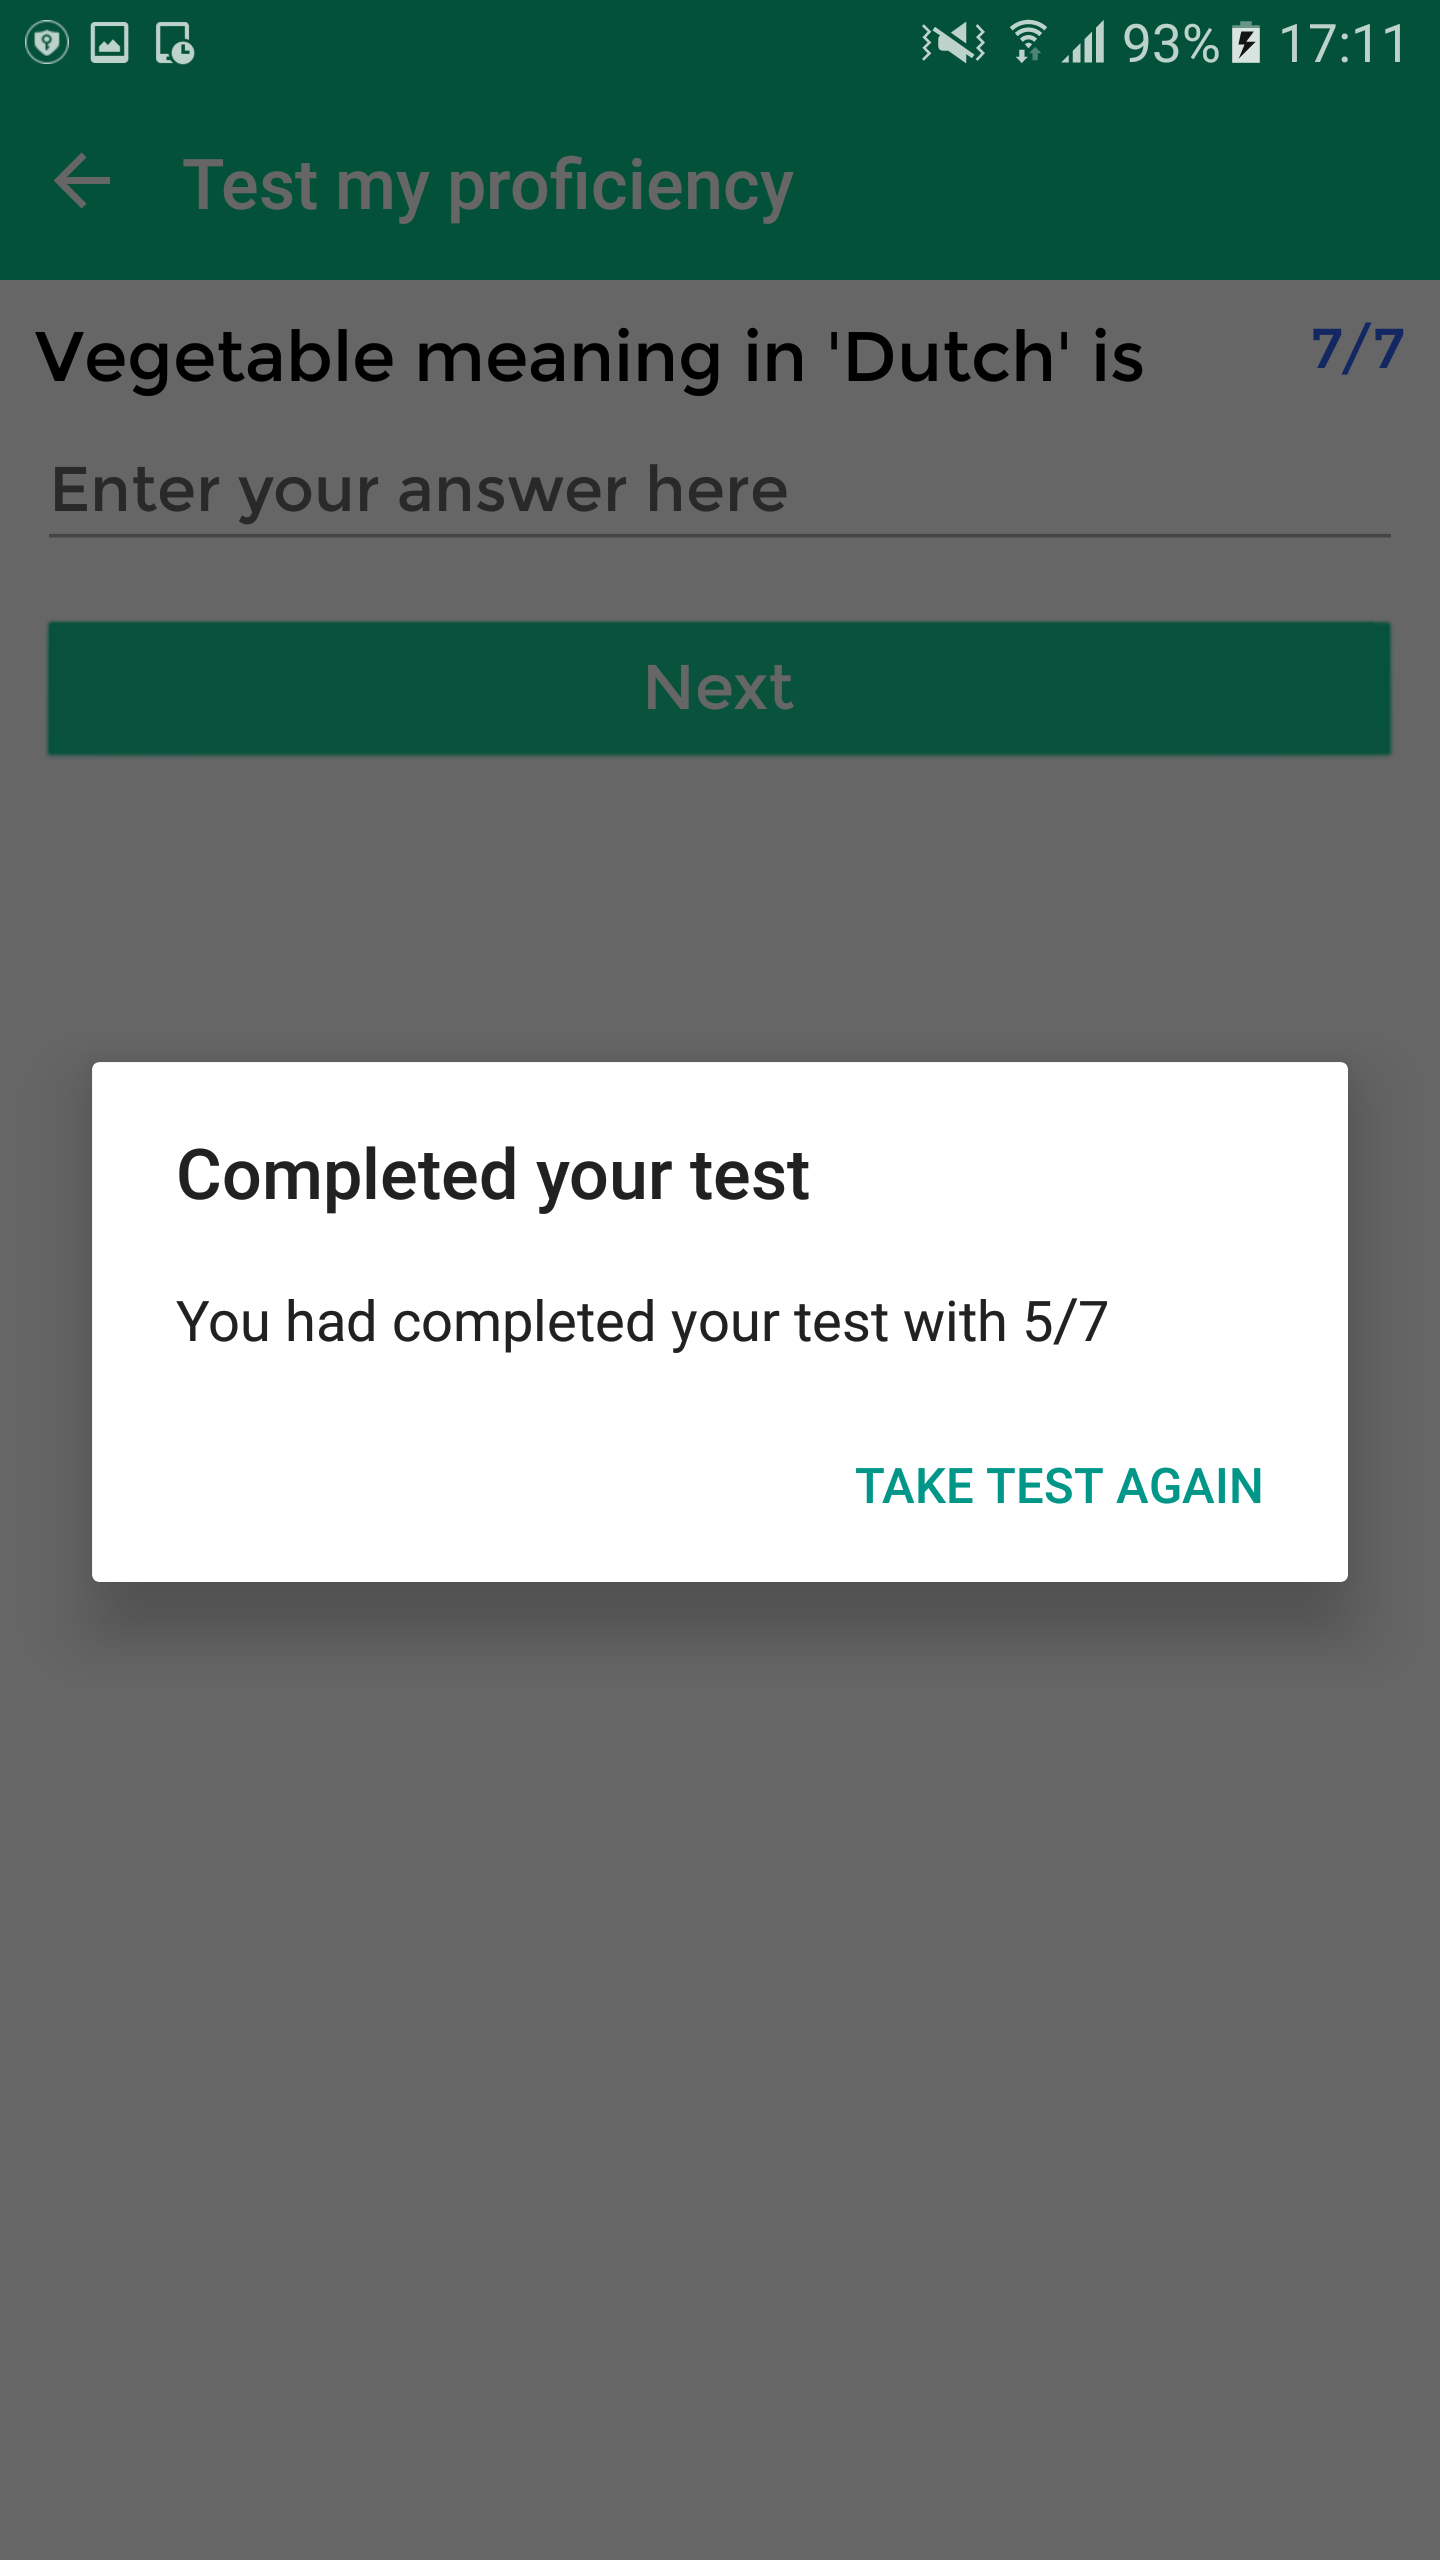 93% 17:11
Test my proficiency
Vegetable meaning in 'Dutch' is 7/7
Enter your answer here
Next
Completed your test
You had completed your test with 5/7
TAKE TEST AGAIN